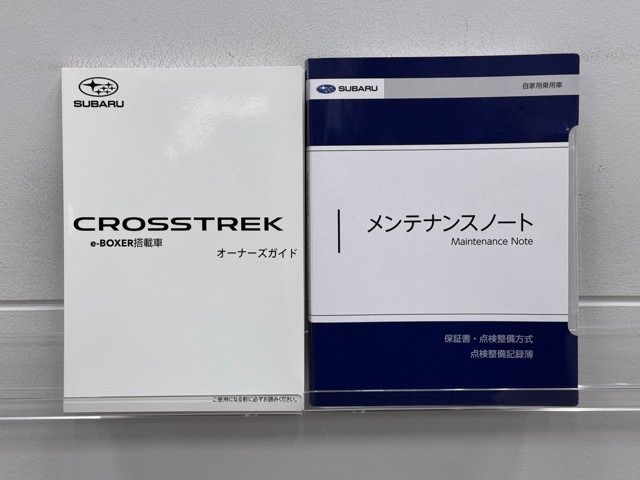 SUBARU
CROSSTREK
e-BOXER搭載車
オーナーズガイド
ご使用になる前に必ずお読みください。
SUBARU
自家用乗用車
メンテナンスノート
Maintenance Note
保証書・点検整備方式
点検整備記録簿